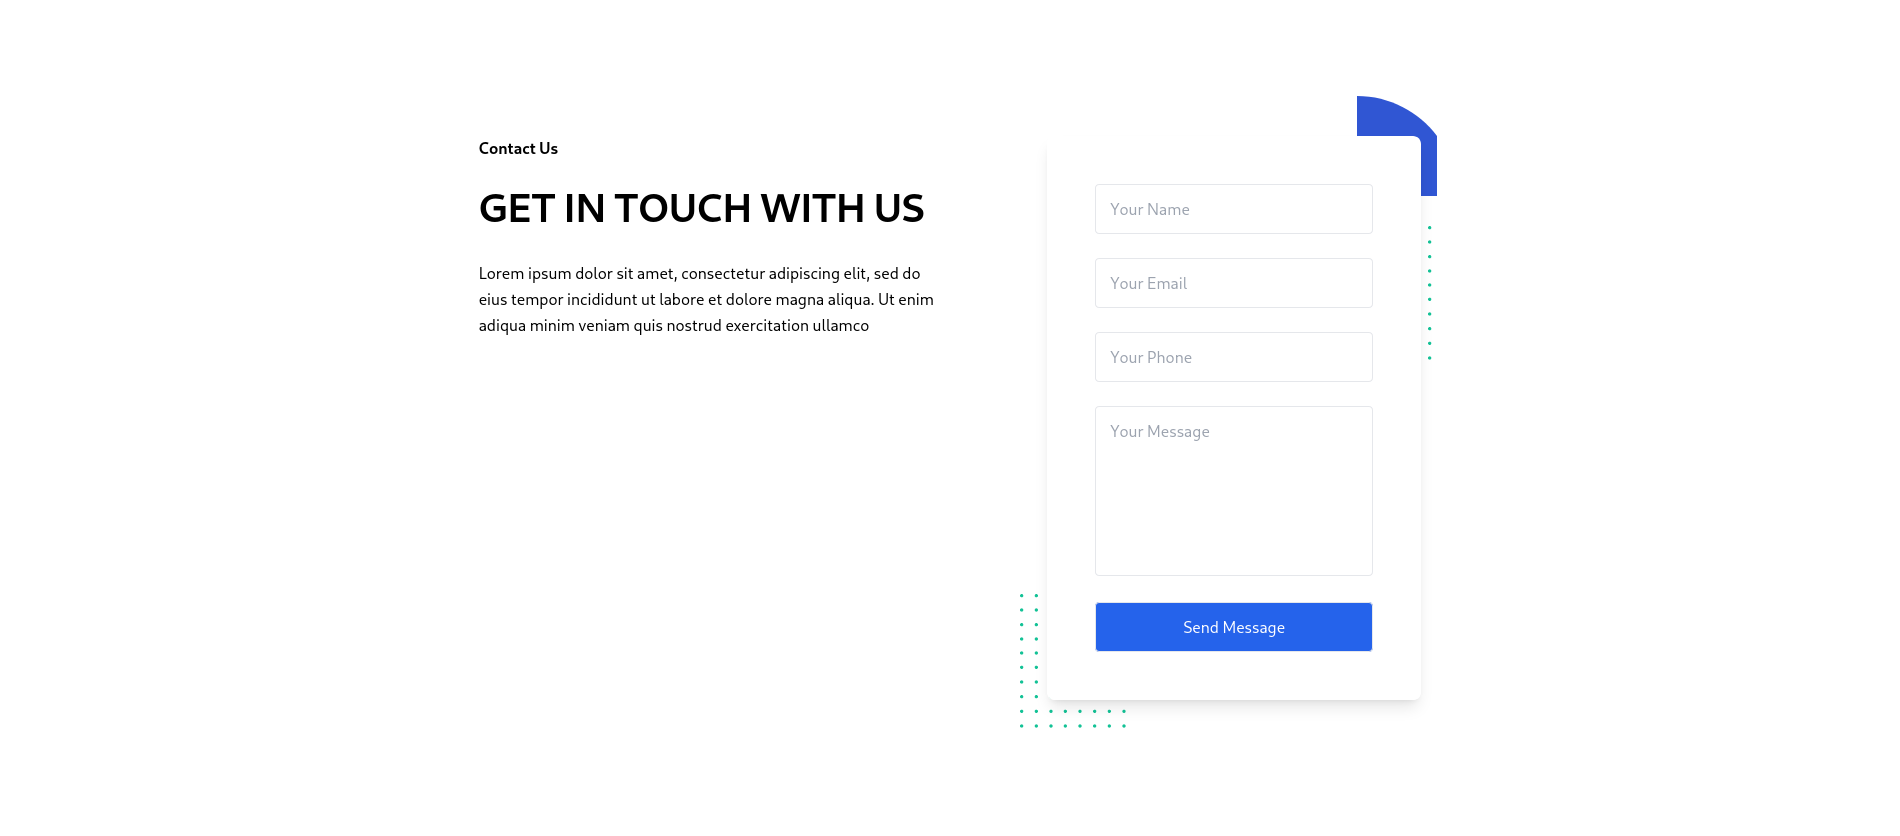 Contact Us
GET IN TOUCH WITH US
Lorem ipsum dolor sit amet, consectetur adipiscing elit, sed do
eius tempor incididunt ut labore et dolore magna aliqua. Ut enim
adiqua minim veniam quis nostrud exercitation ullamco
Your Name
Your Email
Your Phone
Your Message
Send Message